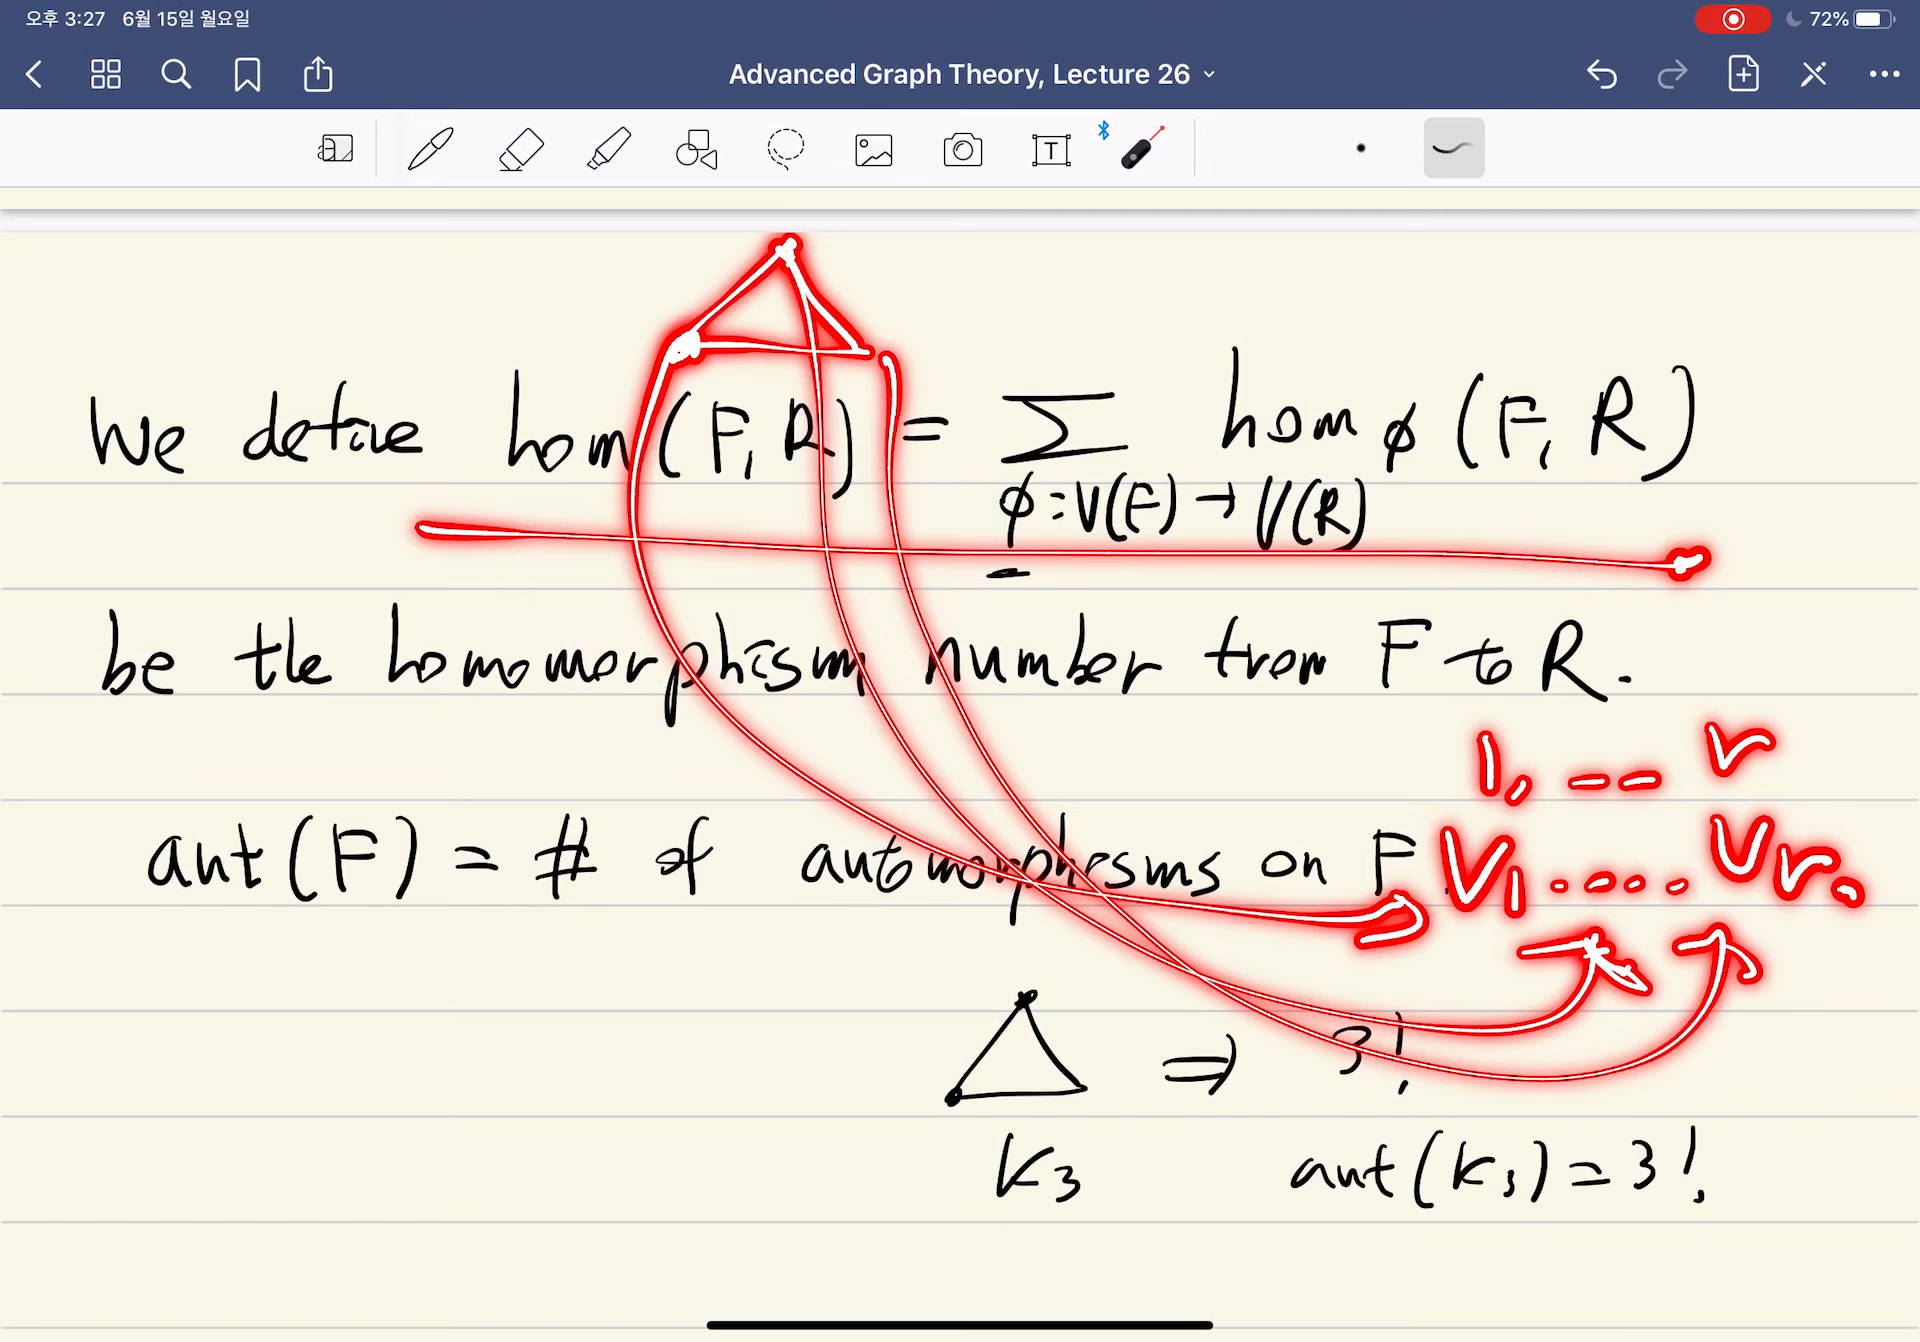 오후 3:27 6월 15일 월요일
72%
Advanced Graph Theory, Lecture 26
We define hom(F, R) = Σ hom φ (F, R)
φ : V(F) → V(R)
be the homomorphism number from F to R.
1, -- r
aut(F) = # of automorphisms on F.
V1 ..... Vr.
⇒ 3!
K3
aut(K3) = 3!